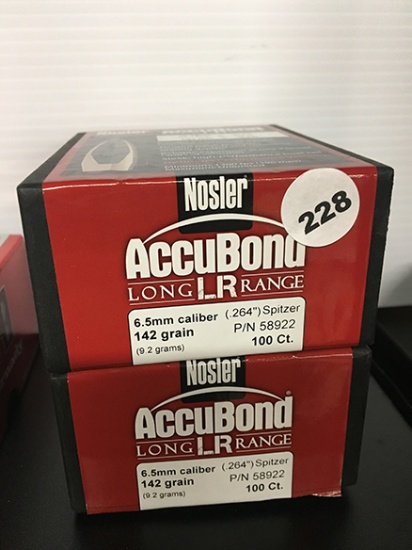 Nosler
228
AccuBond
LONG LR RANGE
6.5mm caliber (.264") Spitzer
142 grain P/N 58922
(9.2 grams) 100 Ct.
Nosler
AccuBond®
LONG LR RANGE
6.5mm caliber (.264") Spitzer
142 grain P/N 58922
(9.2 grams) 100 Ct.